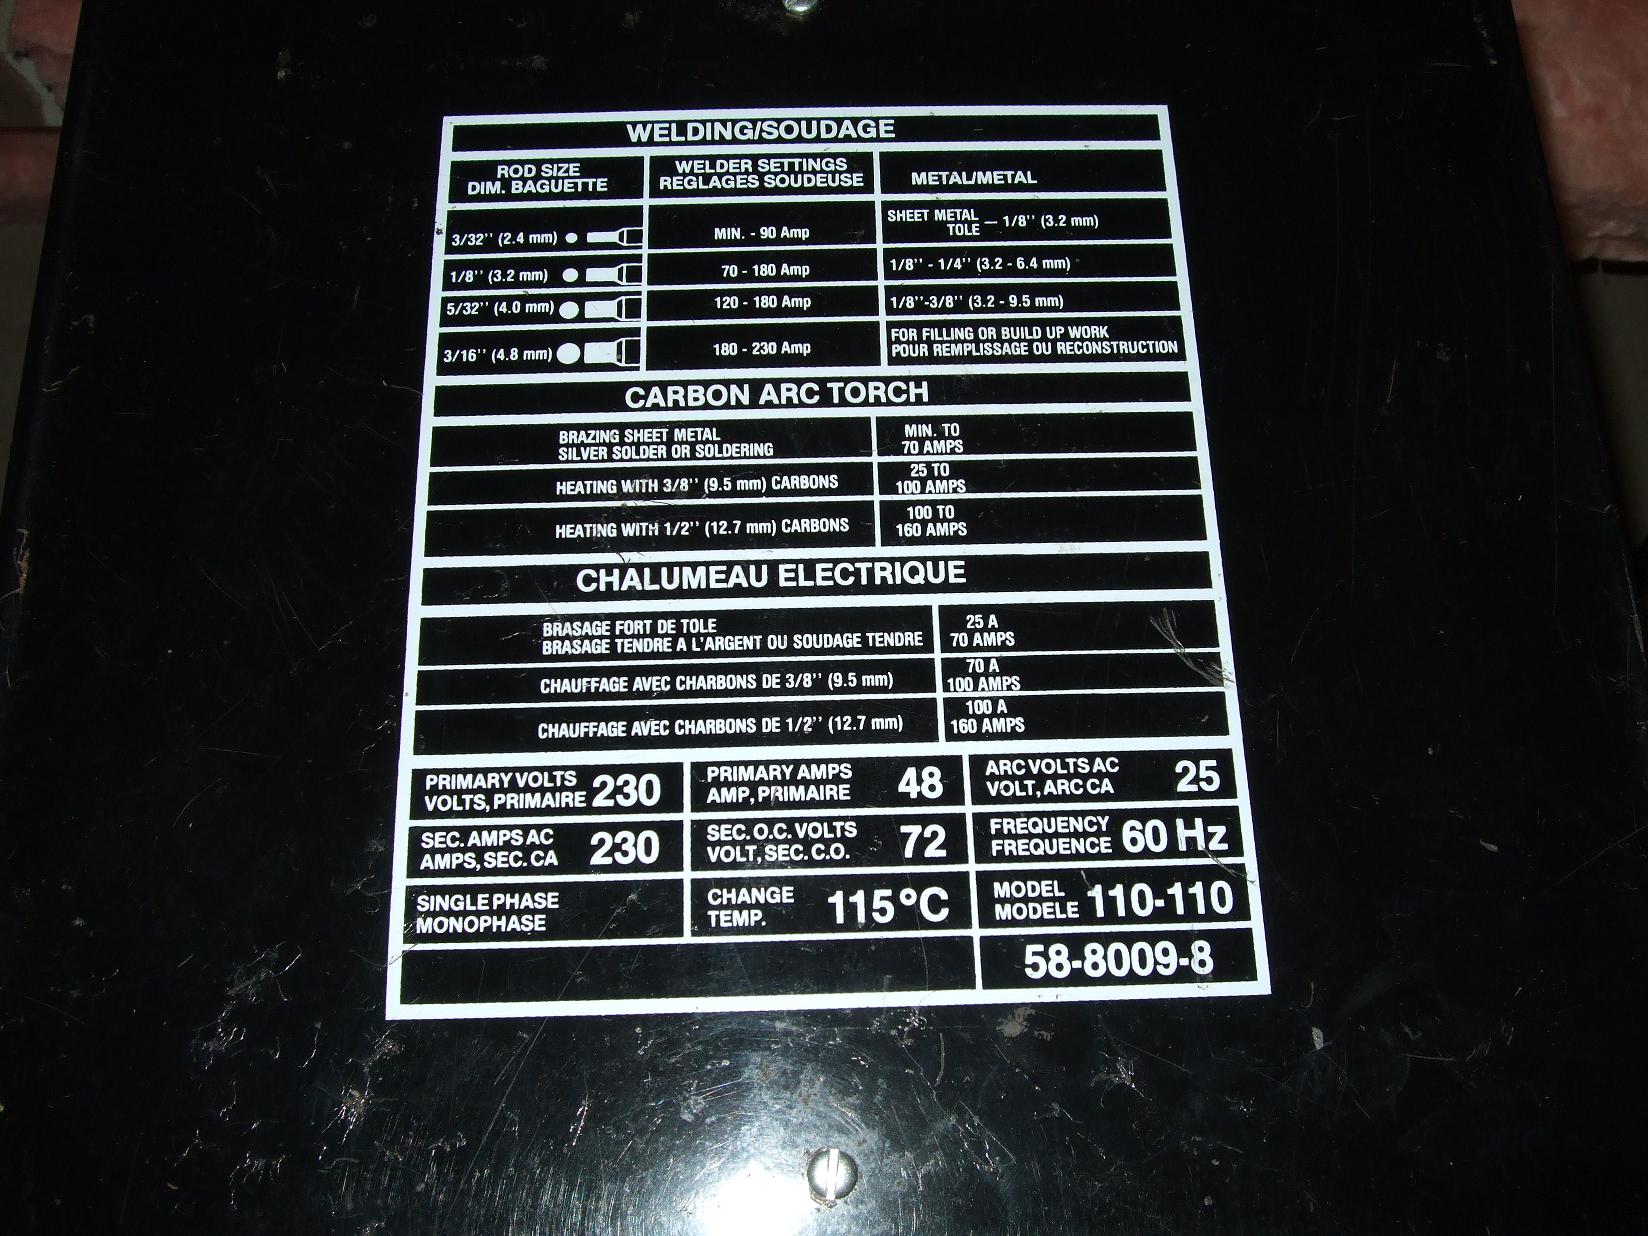 WELDING/SOUDAGE
ROD SIZE
DIM. BAGUETTE
WELDER SETTINGS
REGLAGES SOUDEUSE
METAL/METAL
3/32'' (2.4 mm)
MIN. - 90 Amp
SHEET METAL
TOLE
— 1/8'' (3.2 mm)
1/8'' (3.2 mm)
70 - 180 Amp
1/8'' - 1/4'' (3.2 - 6.4 mm)
5/32'' (4.0 mm)
120 - 180 Amp
1/8''-3/8'' (3.2 - 9.5 mm)
3/16'' (4.8 mm)
180 - 230 Amp
FOR FILLING OR BUILD UP WORK
POUR REMPLISSAGE OU RECONSTRUCTION
CARBON ARC TORCH
BRAZING SHEET METAL
SILVER SOLDER OR SOLDERING
MIN. TO
70 AMPS
HEATING WITH 3/8'' (9.5 mm) CARBONS
25 TO
100 AMPS
HEATING WITH 1/2'' (12.7 mm) CARBONS
100 TO
160 AMPS
CHALUMEAU ELECTRIQUE
BRASAGE FORT DE TOLE
BRASAGE TENDRE A L'ARGENT OU SOUDAGE TENDRE
25 A
70 AMPS
CHAUFFAGE AVEC CHARBONS DE 3/8'' (9.5 mm)
70 A
100 AMPS
CHAUFFAGE AVEC CHARBONS DE 1/2'' (12.7 mm)
100 A
160 AMPS
PRIMARY VOLTS
VOLTS, PRIMAIRE
230
PRIMARY AMPS
AMP, PRIMAIRE
48
ARC VOLTS AC
VOLT, ARC CA
25
SEC. AMPS AC
AMPS, SEC. CA
230
SEC. O.C. VOLTS
VOLT, SEC. C.O.
72
FREQUENCY
FREQUENCE
60 Hz
SINGLE PHASE
MONOPHASE
CHANGE
TEMP.
115°C
MODEL
MODELE
110-110
58-8009-8